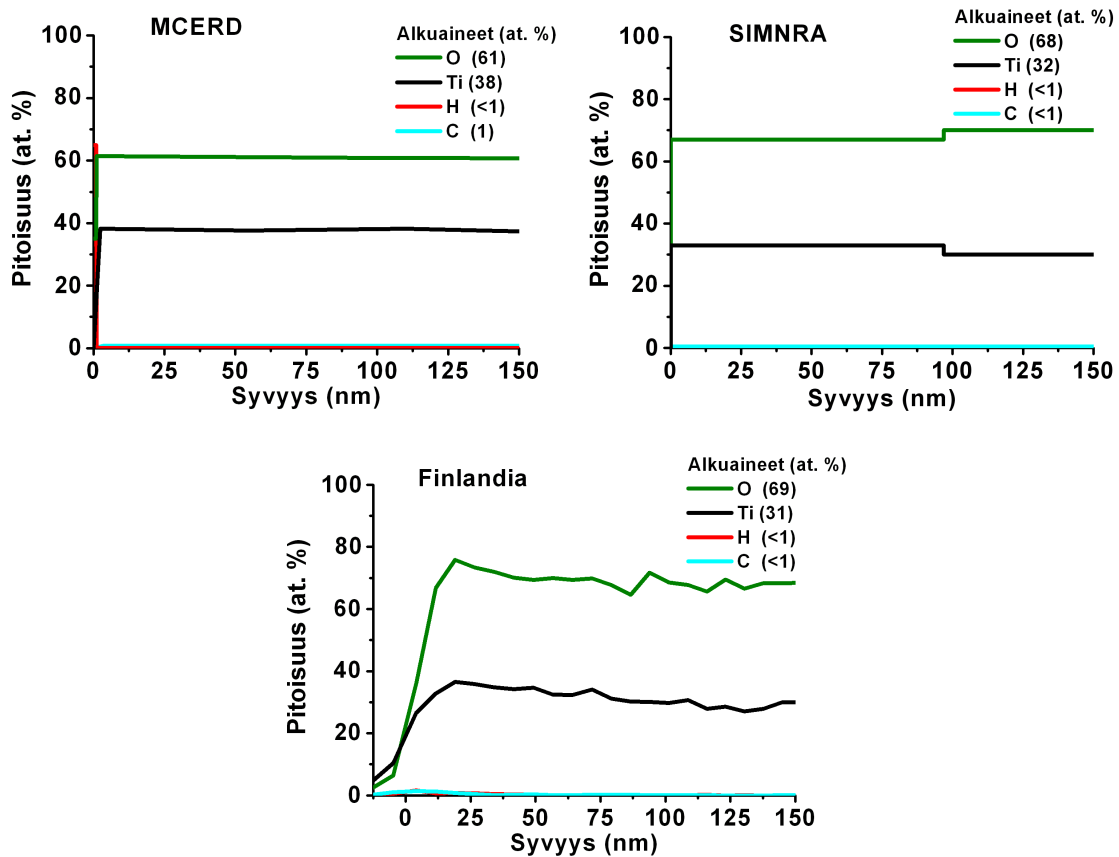 MCERD
Alkuaineet (at. %)
O (61)
Ti (38)
H (<1)
C (1)
Pitoisuus (at. %)
100
80
60
40
20
0
0 25 50 75 100 125 150
Syvyys (nm)
SIMNRA
Alkuaineet (at. %)
O (68)
Ti (32)
H (<1)
C (<1)
Pitoisuus (at. %)
100
80
60
40
20
0
0 25 50 75 100 125 150
Syvyys (nm)
Finlandia
Alkuaineet (at. %)
O (69)
Ti (31)
H (<1)
C (<1)
Pitoisuus (at. %)
100
80
60
40
20
0
0 25 50 75 100 125 150
Syvyys (nm)